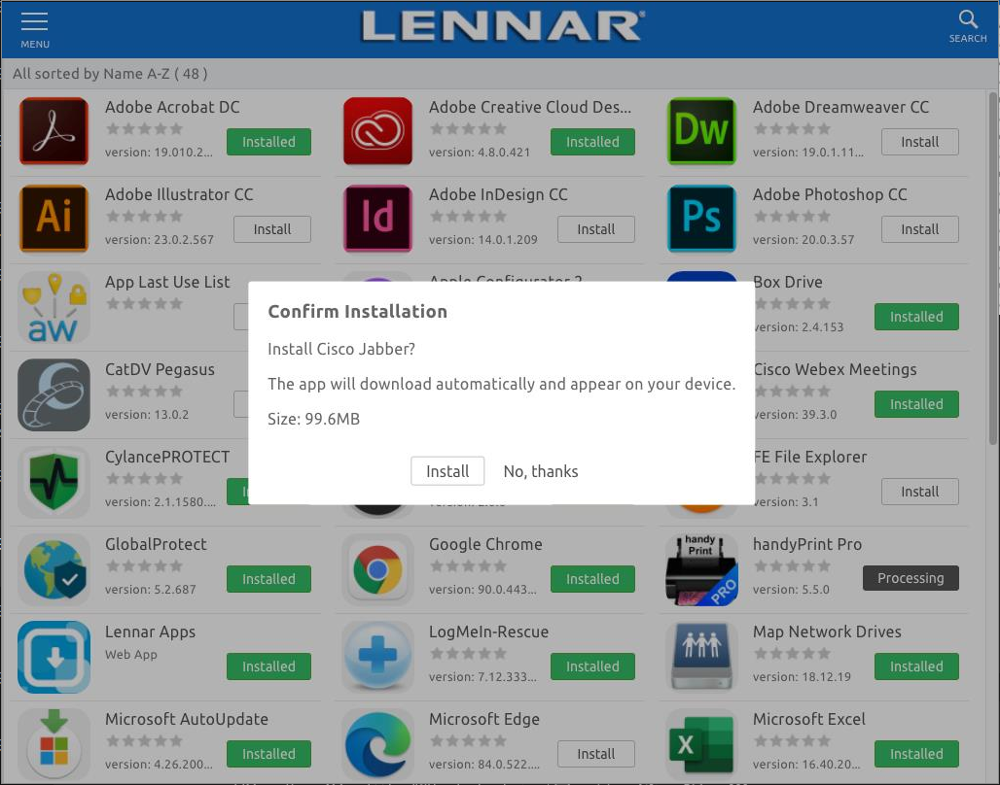 MENU
LENNAR
SEARCH
All sorted by Name A-Z ( 48 )
Adobe Acrobat DC
version: 19.010.2...
Installed
Adobe Creative Cloud Des...
version: 4.8.0.421
Installed
Dw
Adobe Dreamweaver CC
version: 19.0.1.11...
Install
Ai
Adobe Illustrator CC
version: 23.0.2.567
Install
Id
Adobe InDesign CC
version: 14.0.1.209
Install
Ps
Adobe Photoshop CC
version: 20.0.3.57
Install
aw
App Last Use List
Apple Configurator 2
Box Drive
version: 2.4.153
Installed
CatDV Pegasus
version: 13.0.2
Cisco Webex Meetings
version: 39.3.0
Installed
Confirm Installation
Install Cisco Jabber?
The app will download automatically and appear on your device.
Size: 99.6MB
Install
No, thanks
CylancePROTECT
version: 2.1.1580....
FE File Explorer
version: 3.1
Install
GlobalProtect
version: 5.2.687
Installed
Google Chrome
version: 90.0.443...
Installed
handy
Print
PRO
handyPrint Pro
version: 5.5.0
Processing
Lennar Apps
Web App
Installed
LogMeIn-Rescue
version: 7.12.333...
Installed
Map Network Drives
version: 18.12.19
Installed
Microsoft AutoUpdate
version: 4.26.200...
Installed
Microsoft Edge
version: 84.0.522....
Install
X
Microsoft Excel
version: 16.40.20...
Installed